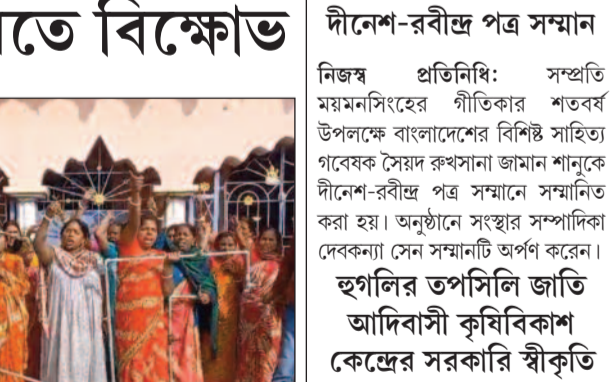 বিক্ষোভ
দীনেশ-রবীন্দ্র পত্র সম্মান
নিজস্ব প্রতিনিধি: সম্প্রতি
ময়মনসিংহের গীতিকার শতবর্ষ
উপলক্ষে বাংলাদেশের বিশিষ্ট সাহিত্য
গবেষক সৈয়দ রুখসানা জামান শানুকে
দীনেশ-রবীন্দ্র পত্র সম্মানে সম্মানিত
করা হয়। অনুষ্ঠানে সংস্থার সম্পাদিকা
দেবকন্যা সেন সম্মানটি অর্পণ করেন।
হুগলির তপসিলি জাতি
আদিবাসী কৃষিবিকাশ
কেন্দ্রের সরকারি স্বীকৃতি